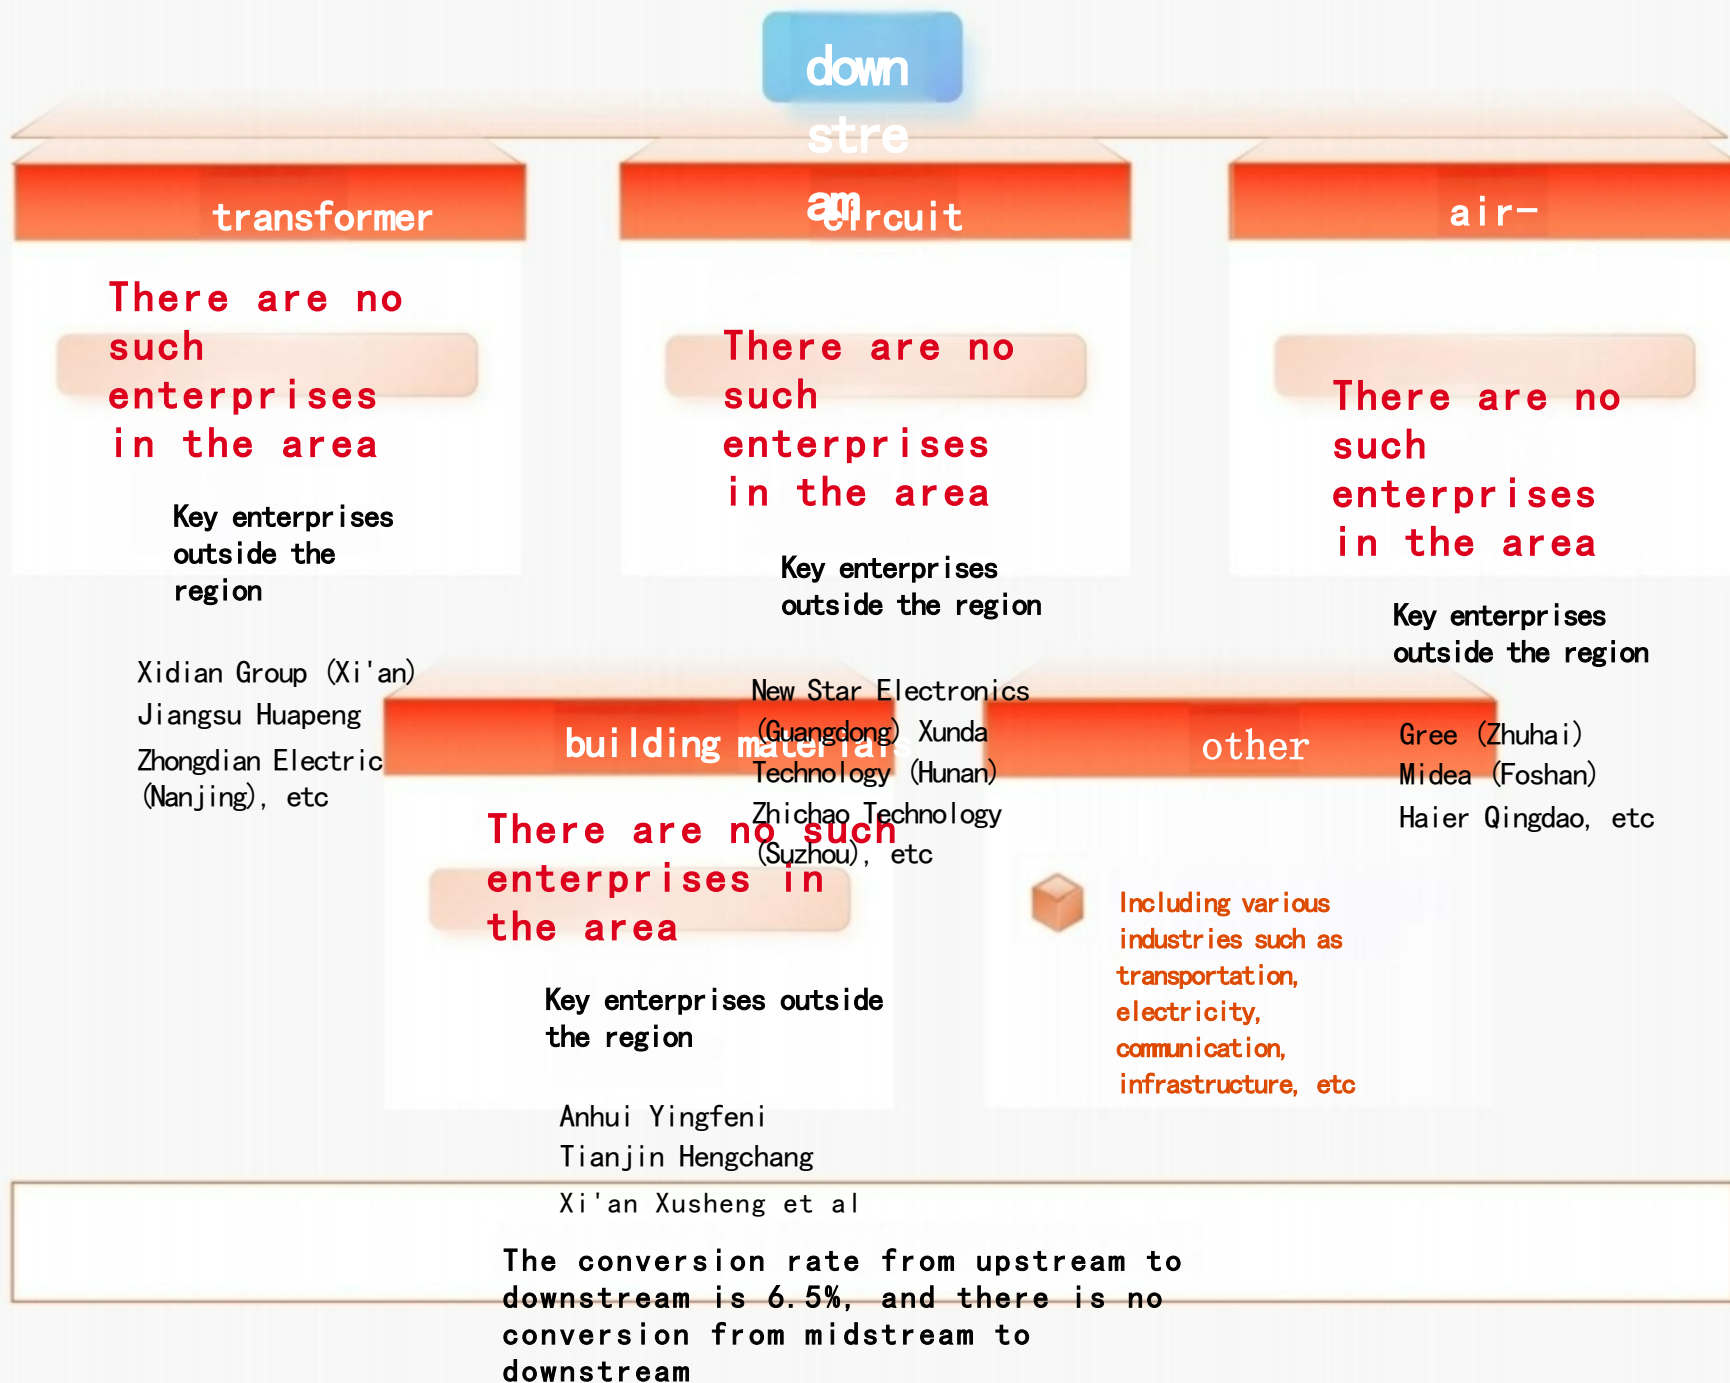 down
stre
am
transformer
circuit
air-
There are no
such
enterprises
in the area
Key enterprises
outside the
region
Xidian Group (Xi'an)
Jiangsu Huapeng
Zhongdian Electric
(Nanjing), etc
There are no
such
enterprises
in the area
Key enterprises
outside the region
New Star Electronics
(Guangdong) Xunda
Technology (Hunan)
Zhichao Technology
(Suzhou), etc
There are no
such
enterprises
in the area
Key enterprises
outside the region
Gree (Zhuhai)
Midea (Foshan)
Haier Qingdao, etc
building materials
There are no such
enterprises in
the area
Key enterprises outside
the region
Anhui Yingfeni
Tianjin Hengchang
Xi'an Xusheng et al
other
Including various
industries such as
transportation,
electricity,
communication,
infrastructure, etc
The conversion rate from upstream to
downstream is 6.5%, and there is no
conversion from midstream to
downstream